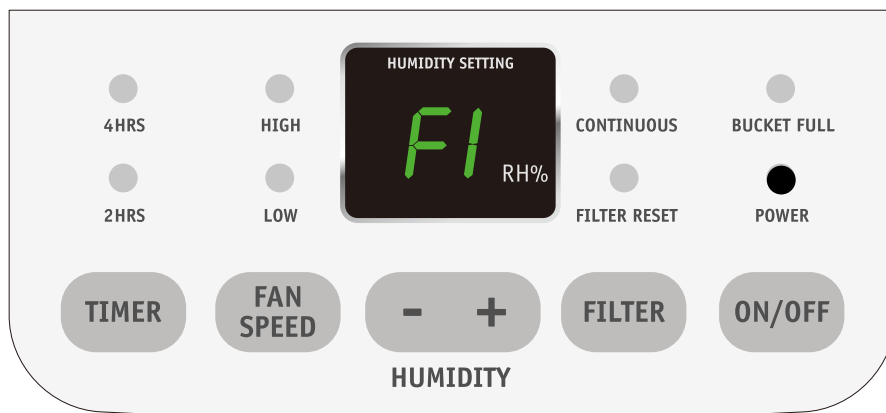 HUMIDITY SETTING
F1
RH%
4HRS
HIGH
CONTINUOUS
BUCKET FULL
2HRS
LOW
FILTER RESET
POWER
TIMER
FAN
SPEED
- +
FILTER
ON/OFF
HUMIDITY